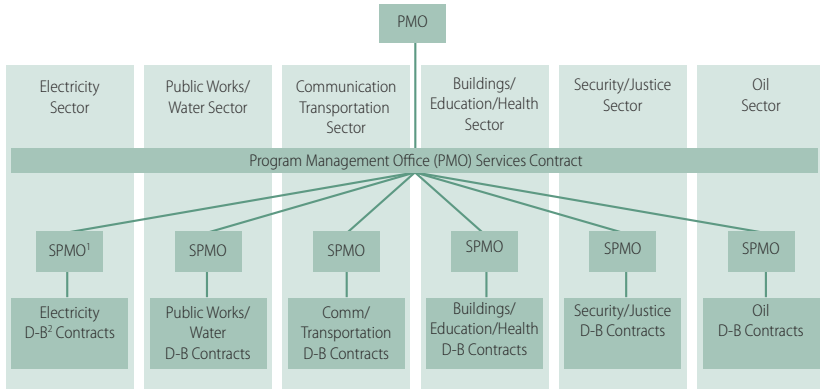 PMO
Electricity
Sector
Public Works/
Water Sector
Communication
Transportation
Sector
Buildings/
Education/Health
Sector
Security/Justice
Sector
Oil
Sector
Program Management Office (PMO) Services Contract
SPMO¹
SPMO
SPMO
SPMO
SPMO
SPMO
Electricity
D-B² Contracts
Public Works/
Water
D-B Contracts
Comm/
Transportation
D-B Contracts
Buildings/
Education/Health
D-B Contracts
Security/Justice
D-B Contracts
Oil
D-B Contracts